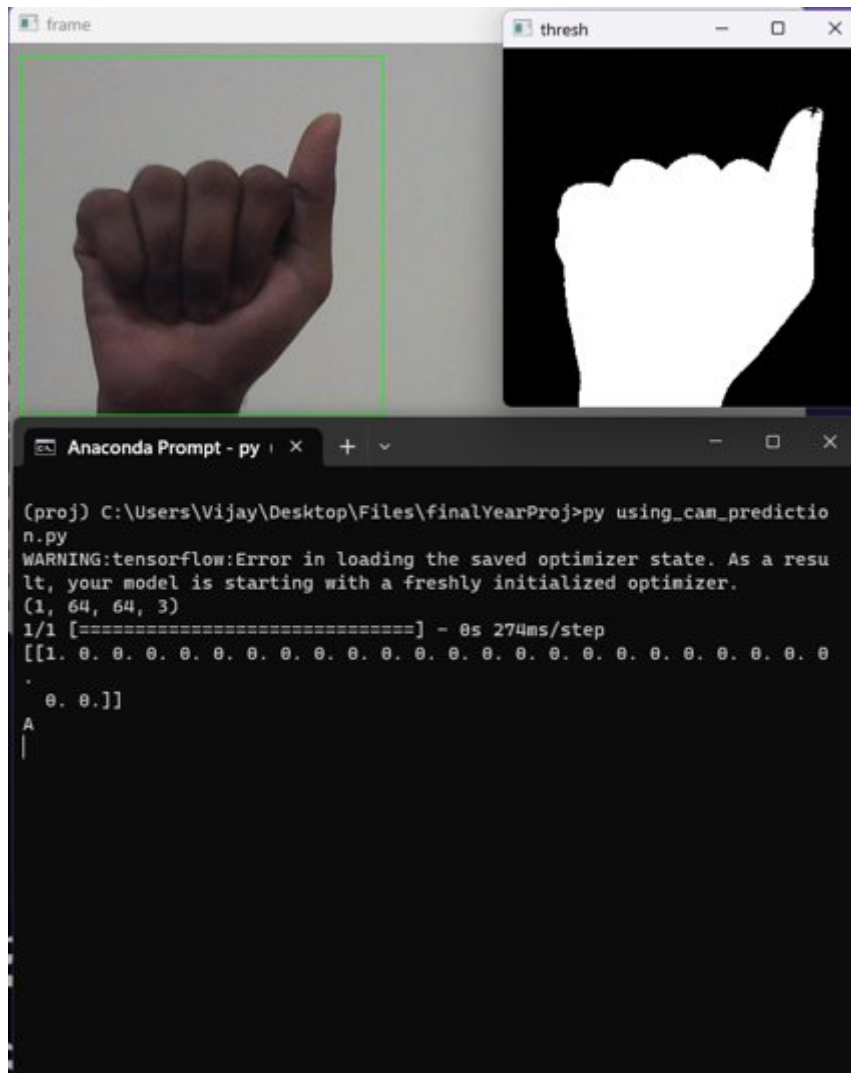 frame
thresh
Anaconda Prompt - py
(proj) C:\Users\Vijay\Desktop\Files\finalYearProj>py using_cam_predictio
n.py
WARNING:tensorflow:Error in loading the saved optimizer state. As a resu
lt, your model is starting with a freshly initialized optimizer.
(1, 64, 64, 3)
1/1 [==============================] - 0s 274ms/step
[[1. 0. 0. 0. 0. 0. 0. 0. 0. 0. 0. 0. 0. 0. 0. 0. 0. 0. 0. 0. 0. 0. 0. 0
.
0. 0.]]
A